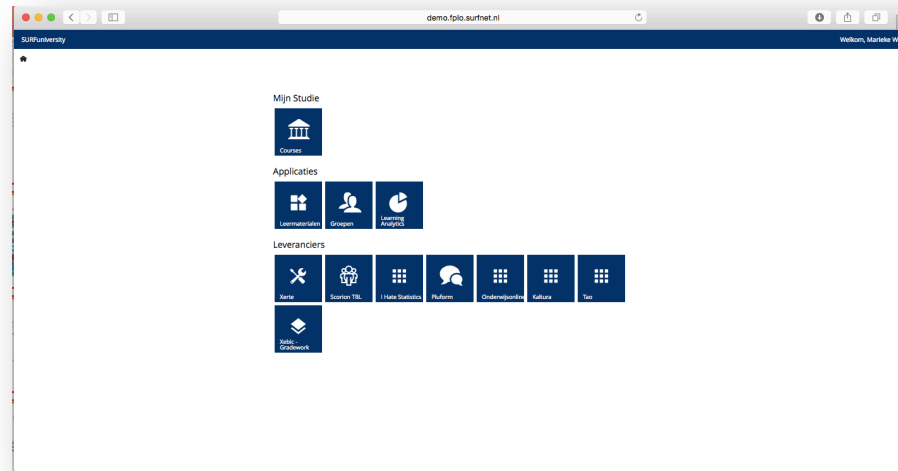 demo.fplo.surfnet.nl
SURFuniversity
Welkom, Marieke W
Mijn Studie
Courses
Applicaties
Leermaterialen
Groepen
Learning
Analytics
Leveranciers
Xerte
Scorion TBL
I Hate Statistics
Pluform
Onderwijsonline
Kaltura
Tao
Xebic -
Gradework